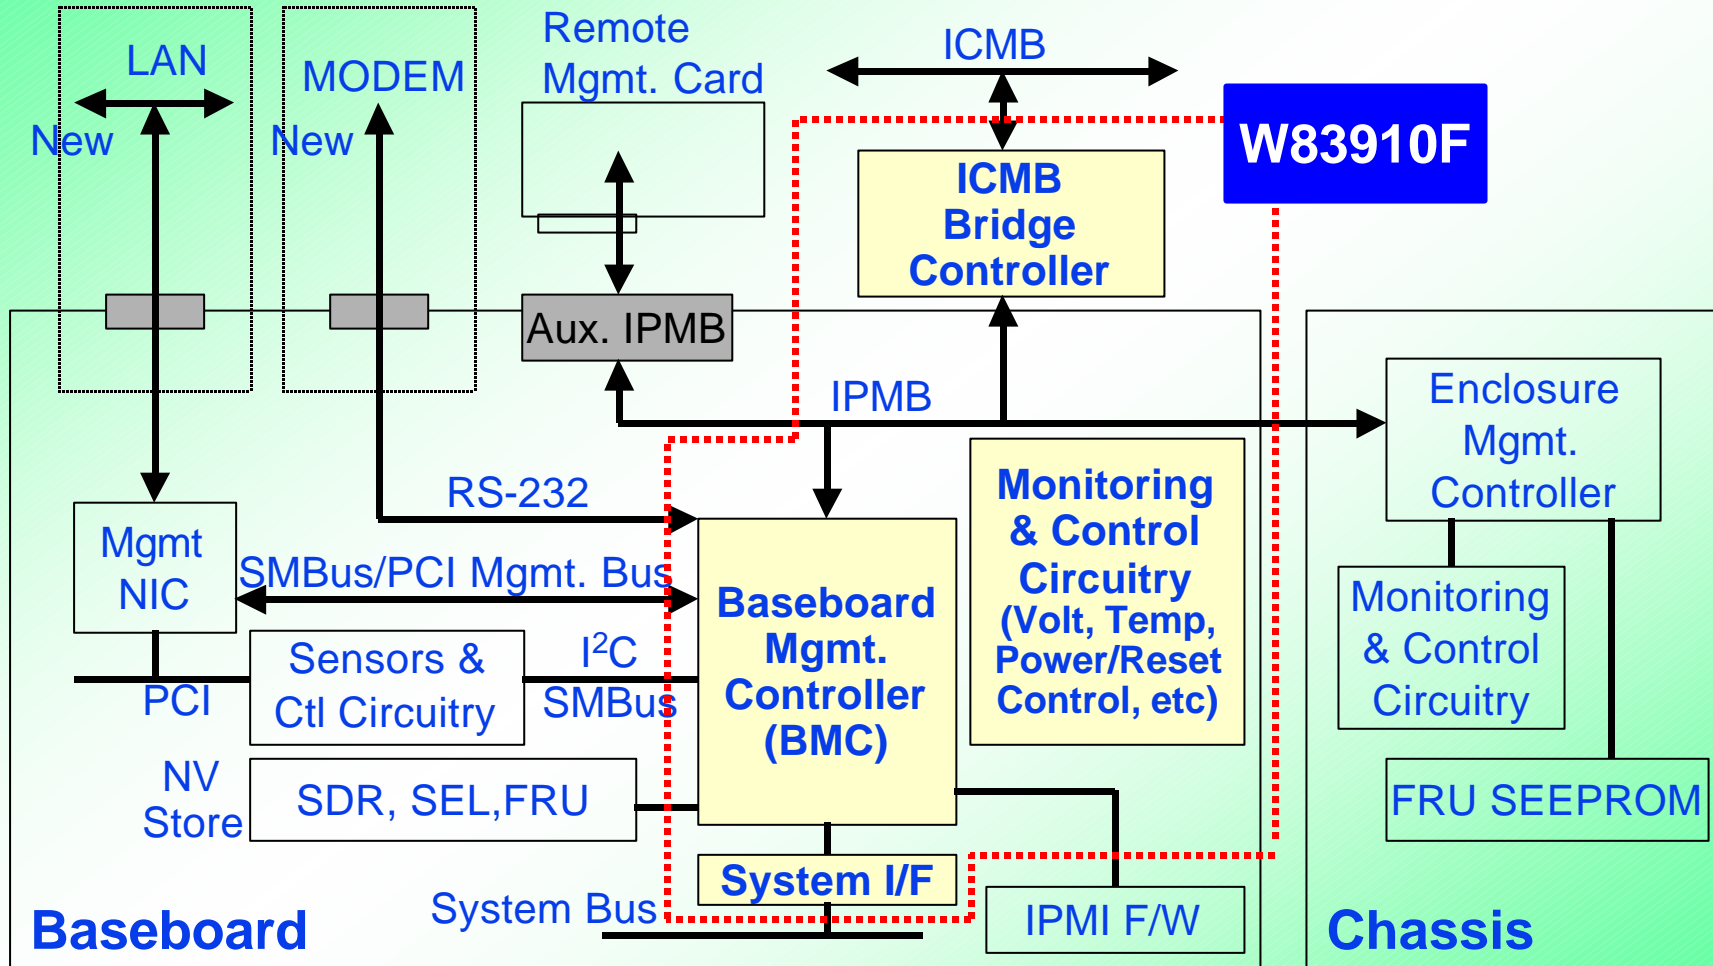 LAN
New
MODEM
New
Remote
Mgmt. Card
ICMB
W83910F
ICMB
Bridge
Controller
Aux. IPMB
IPMB
Enclosure
Mgmt.
Controller
RS-232
Mgmt
NIC
SMBus/PCI Mgmt. Bus
Monitoring
& Control
Circuitry
(Volt, Temp,
Power/Reset
Control, etc)
Baseboard
Mgmt.
Controller
(BMC)
Monitoring
& Control
Circuitry
PCI
Sensors &
Ctl Circuitry
I²C
SMBus
NV
Store
SDR, SEL,FRU
FRU SEEPROM
System I/F
System Bus
IPMI F/W
Baseboard
Chassis